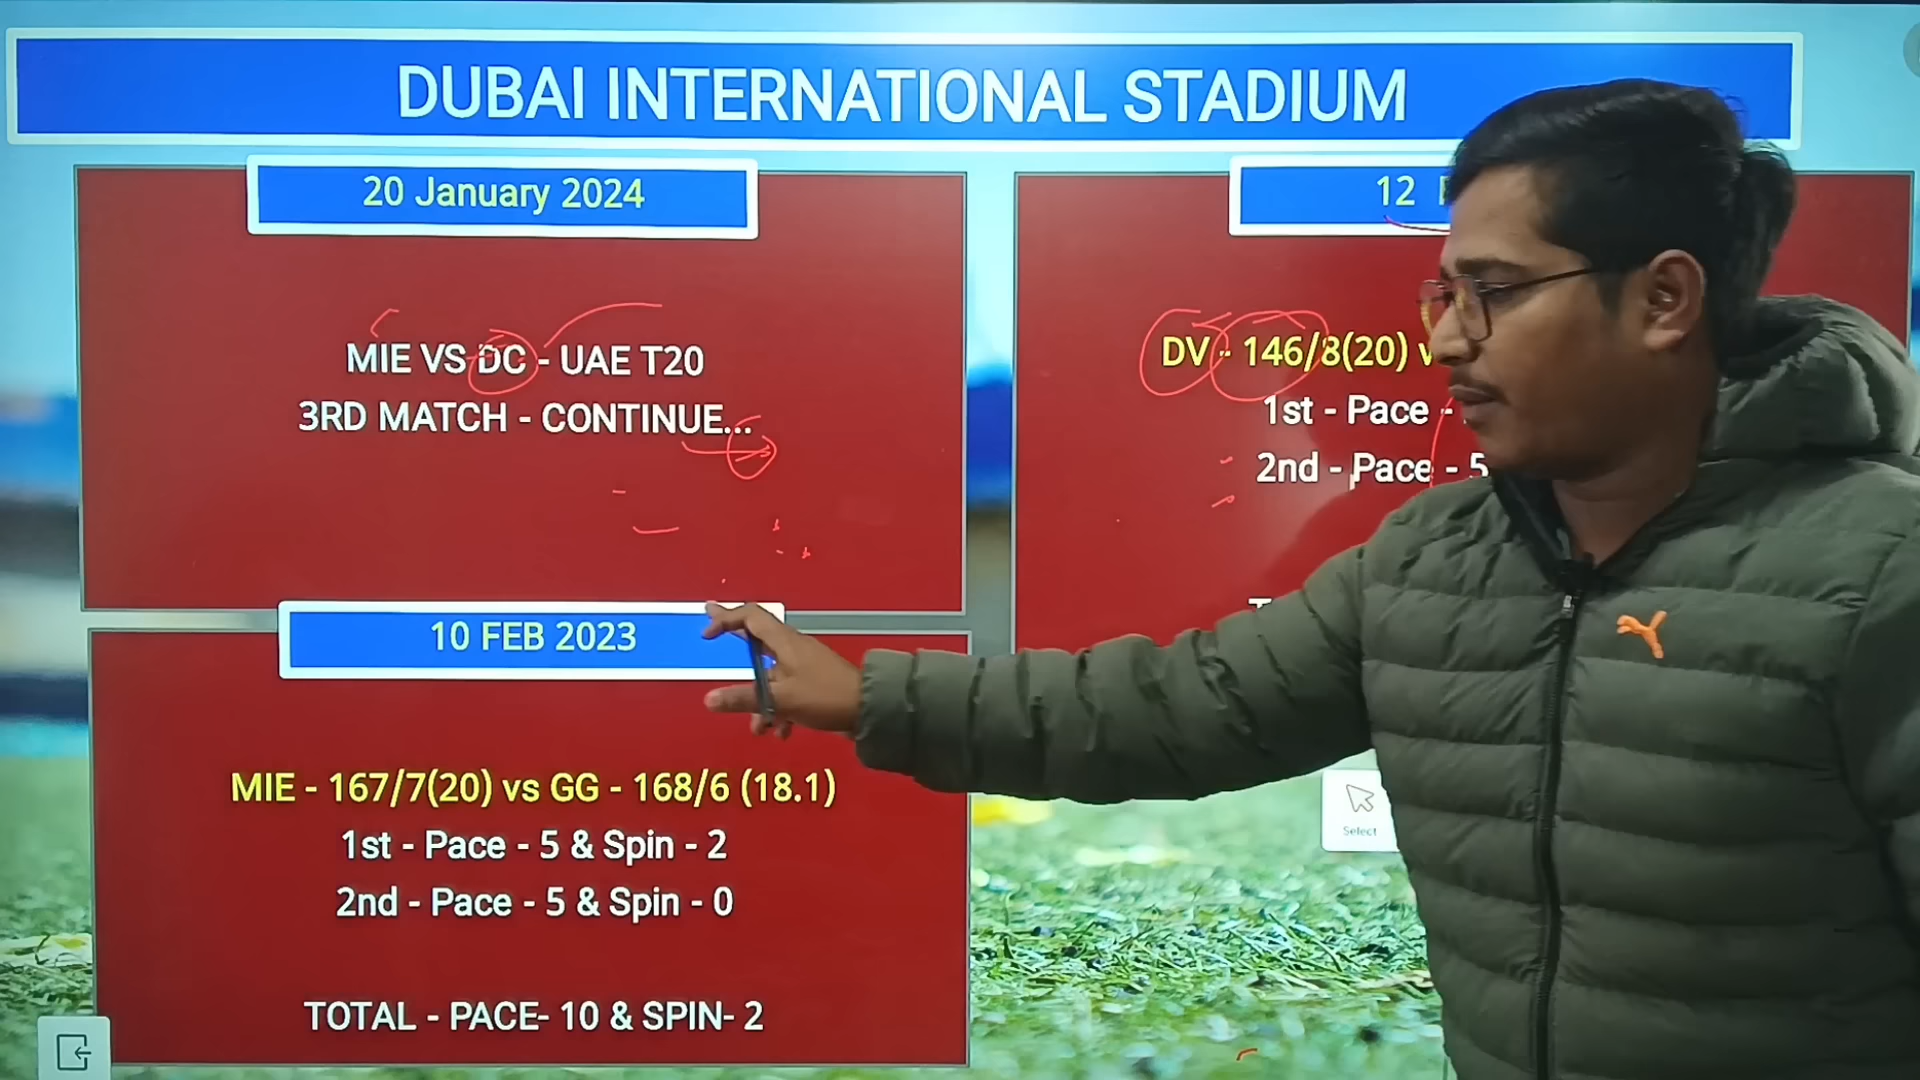 DUBAI INTERNATIONAL STADIUM
20 January 2024
MIE VS DC - UAE T20
3RD MATCH - CONTINUE...
12
DV - 146/8(20)
1st - Pace -
2nd - Pace - 5
10 FEB 2023
MIE - 167/7(20) vs GG - 168/6 (18.1)
1st - Pace - 5 & Spin - 2
2nd - Pace - 5 & Spin - 0
TOTAL - PACE- 10 & SPIN- 2
Select